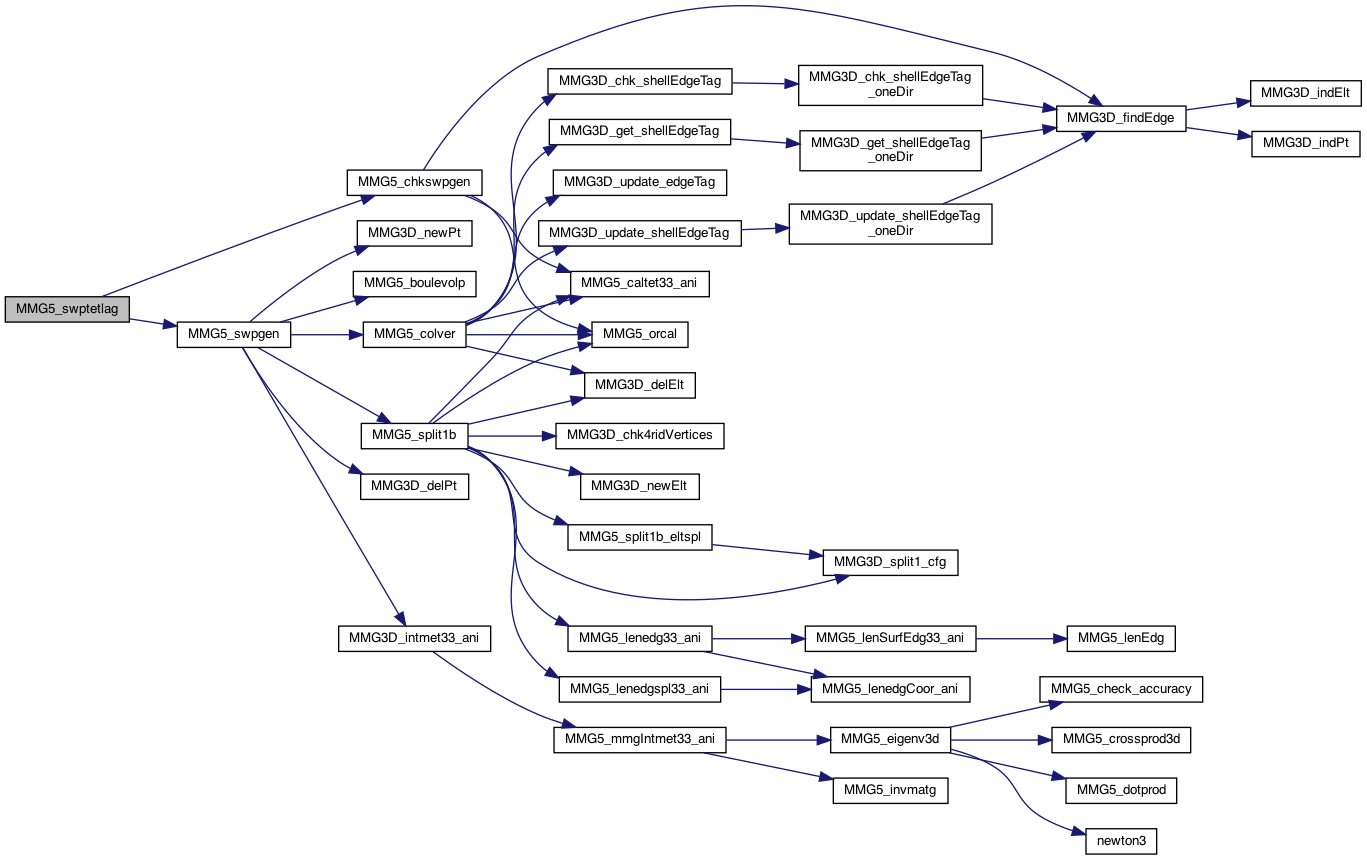 MMG5_swptetlag
MMG5_chkswpgen
MMG5_swpgen
MMG3D_newPt
MMG5_boulevolp
MMG5_colver
MMG5_split1b
MMG3D_delPt
MMG3D_intmet33_ani
MMG3D_chk_shellEdgeTag
MMG3D_get_shellEdgeTag
MMG3D_update_edgeTag
MMG3D_update_shellEdgeTag
MMG5_caltet33_ani
MMG5_orcal
MMG3D_delElt
MMG3D_chk4ridVertices
MMG3D_newElt
MMG5_split1b_eltspl
MMG5_lenedg33_ani
MMG5_lenedgspl33_ani
MMG5_mmgIntmet33_ani
MMG3D_chk_shellEdgeTag
_oneDir
MMG3D_get_shellEdgeTag
_oneDir
MMG3D_update_shellEdgeTag
_oneDir
MMG3D_split1_cfg
MMG5_lenSurfEdg33_ani
MMG5_lenedgCoor_ani
MMG5_eigenv3d
MMG5_invmatg
MMG3D_findEdge
MMG5_lenEdg
MMG5_check_accuracy
MMG5_crossprod3d
MMG5_dotprod
newton3
MMG3D_indElt
MMG3D_indPt